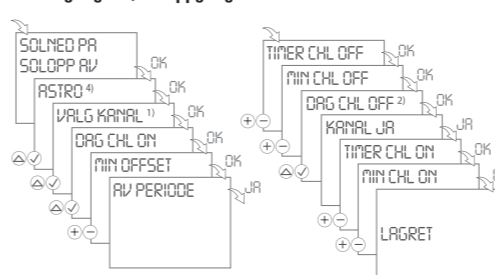 SOLNED PA
SOLOPP AV
OK
ASTRO 4)
OK
VALG KANAL 1)
OK
DAG CHL ON
OK
MIN OFFSET
OK
AV PERIODE
JA
TIMER CHL OFF
OK
MIN CHL OFF
OK
DAG CHL OFF 2)
OK
KANAL JA
JA
TIMER CHL ON
OK
MIN CHL ON
LAGRET